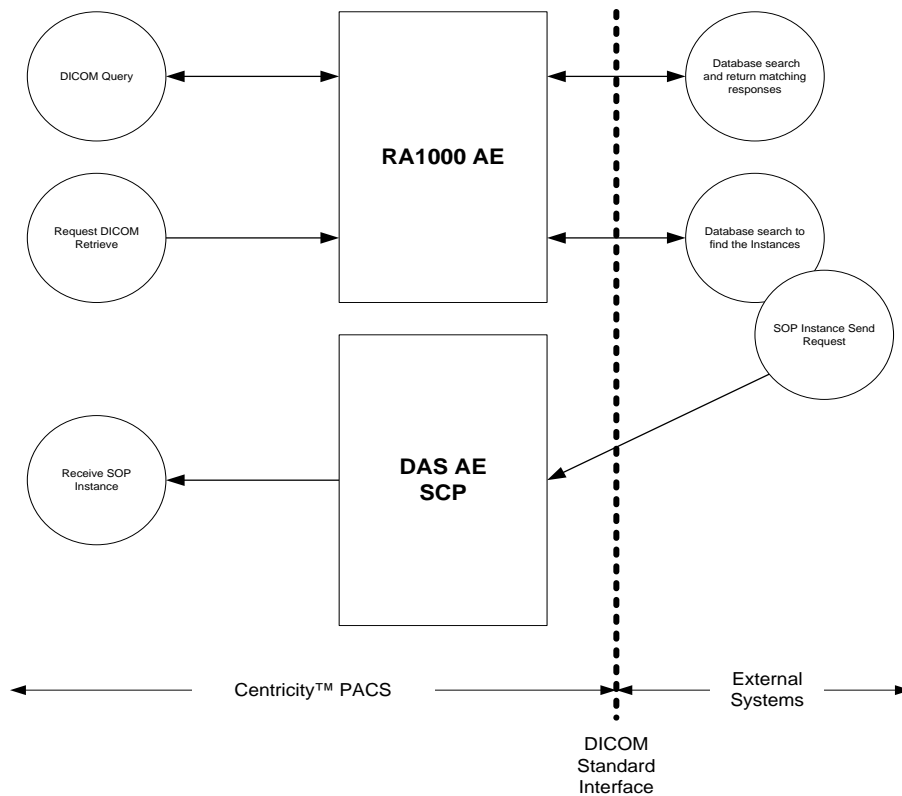 DICOM Query
RA1000 AE
Database search
and return matching
responses
Request DICOM
Retrieve
Database search to
find the Instances
SOP Instance Send
Request
DAS AE
SCP
Receive SOP
Instance
Centricity™ PACS
External
Systems
DICOM
Standard
Interface